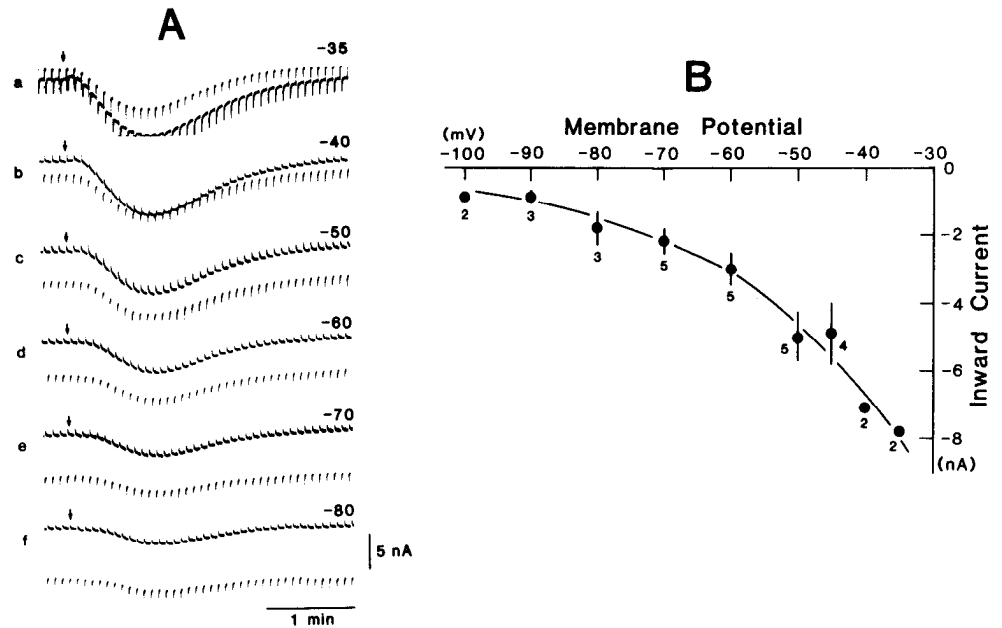 A
-35
a
-40
b
-50
c
-60
d
-70
e
-80
f
5 nA
1 min
B
(mV) Membrane Potential
-100 -90 -80 -70 -60 -50 -40 -30
0
-2
-4
-6
-8
(nA)
Inward Current
2
3
3
5
5
5
4
2
2